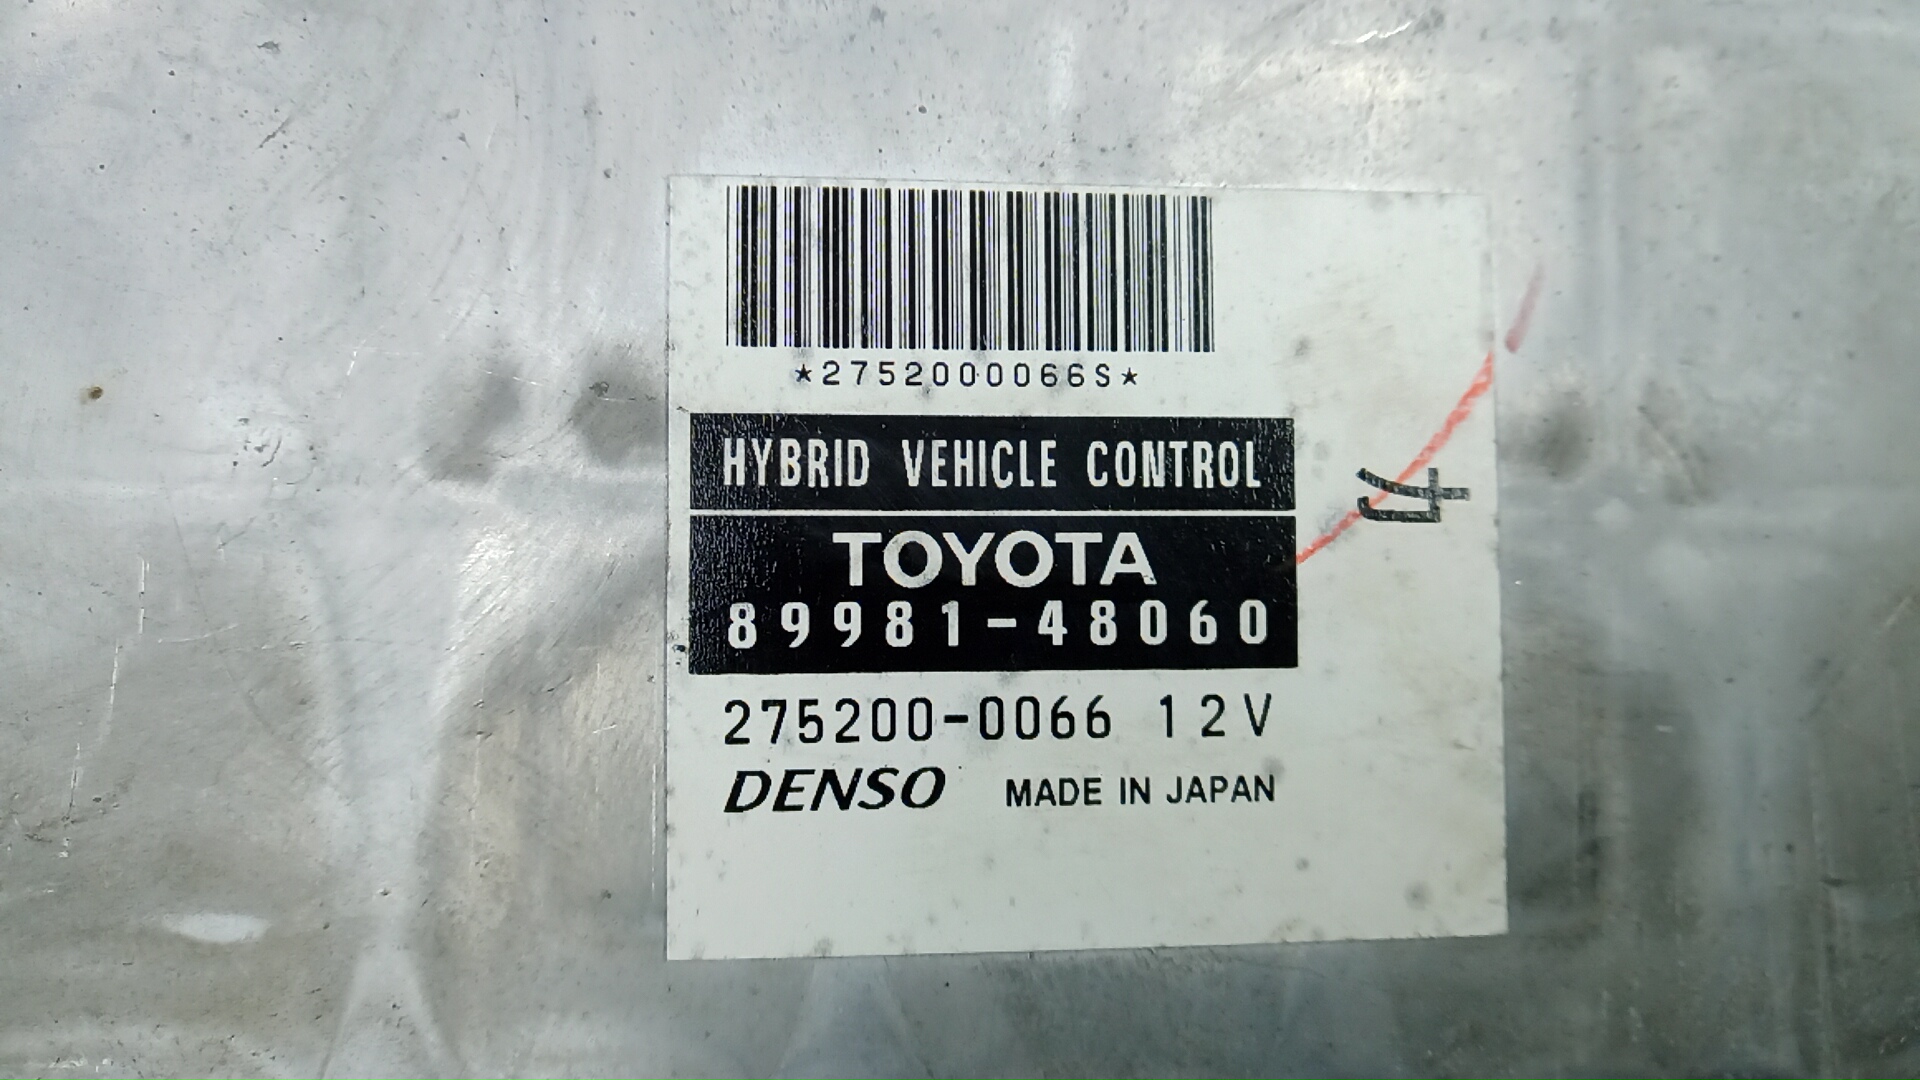 *2752000066S*
HYBRID VEHICLE CONTROL
TOYOTA
89981-48060
275200-0066 12V
DENSO MADE IN JAPAN